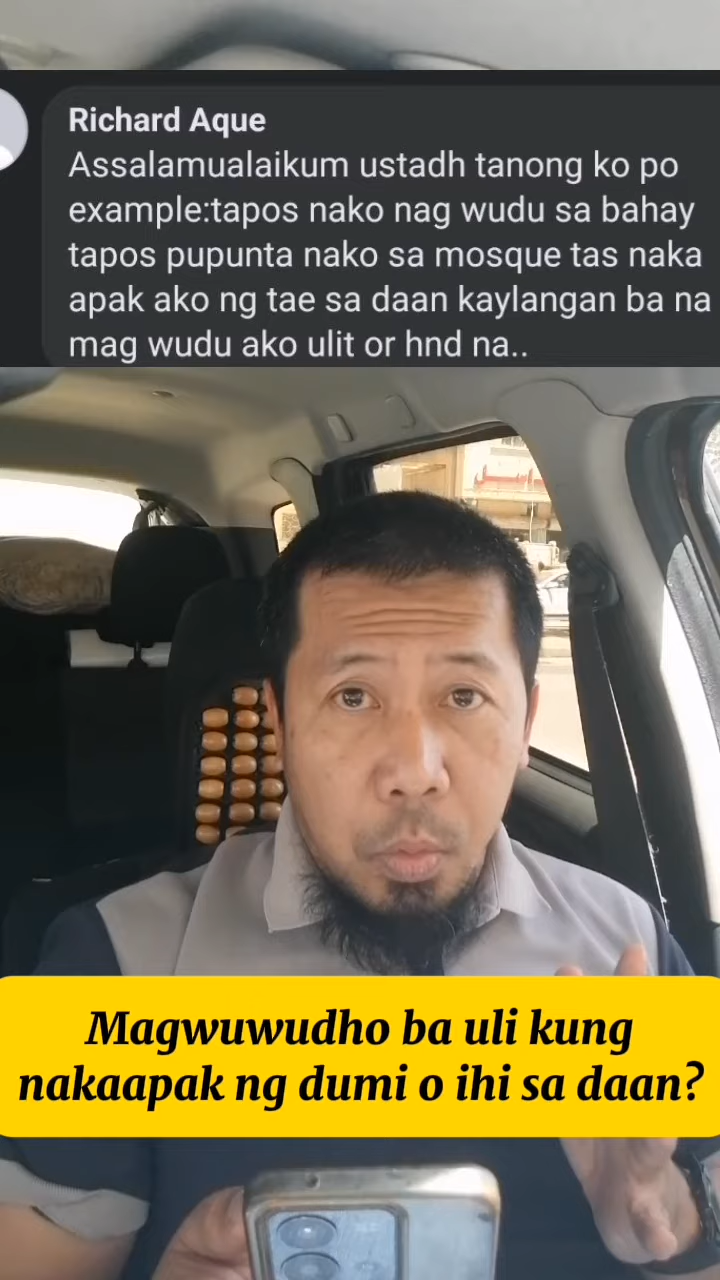 Richard Aque
Assalamualaikum ustadh tanong ko po
example:tapos nako nag wudu sa bahay
tapos pupunta nako sa mosque tas naka
apak ako ng tae sa daan kaylangan ba na
mag wudu ako ulit or hnd na..
Magwuwudho ba uli kung
nakaapak ng dumi o ihi sa daan?